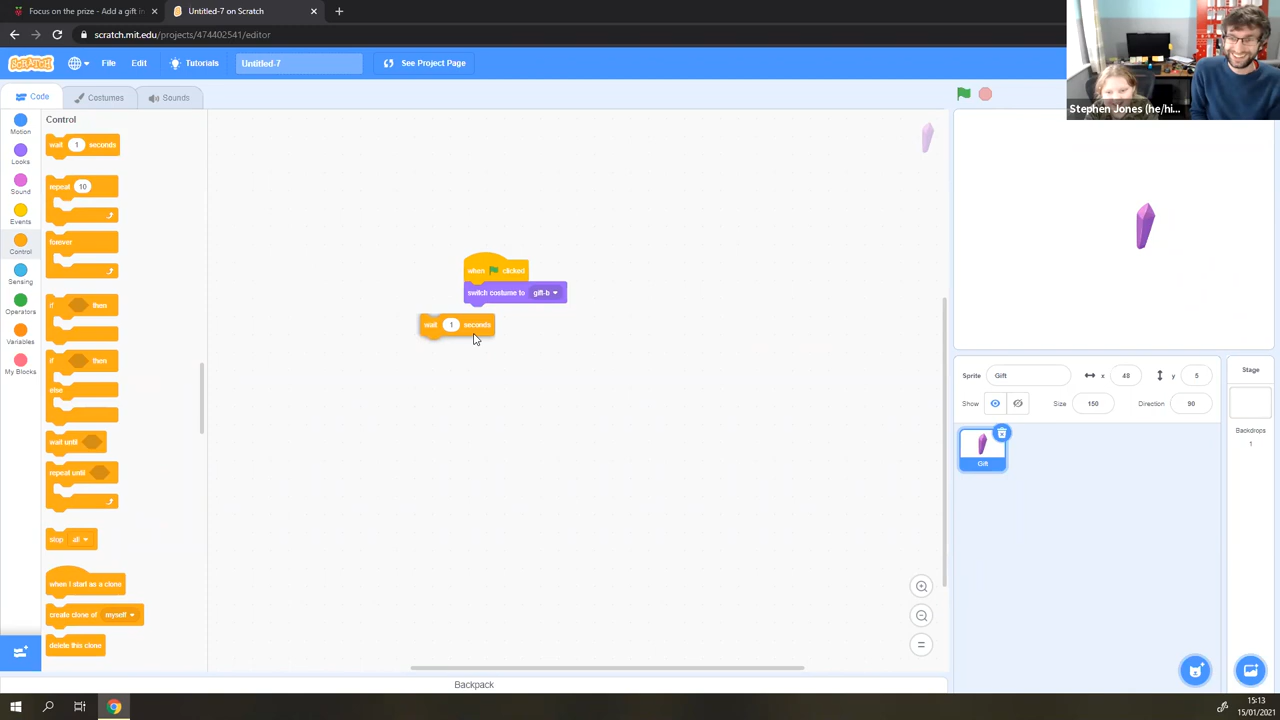 Focus on the prize - Add a gift in
Untitled-7 on Scratch
scratch.mit.edu/projects/474402541/editor
SCRATCH
File
Edit
Tutorials
Untitled-7
See Project Page
Stephen Jones (he/hi...
Code
Costumes
Sounds
Motion
Looks
Sound
Events
Control
Sensing
Operators
Variables
My Blocks
Control
wait 1 seconds
repeat 10
forever
if then
if then
else
wait until
repeat until
stop all
when I start as a clone
create clone of myself
delete this clone
when clicked
switch costume to gift-b
wait 1 seconds
Sprite Gift x 48 y 5
Show Size 150 Direction 90
Gift
Stage
Backdrops
1
Backpack
15:13
15/01/2021